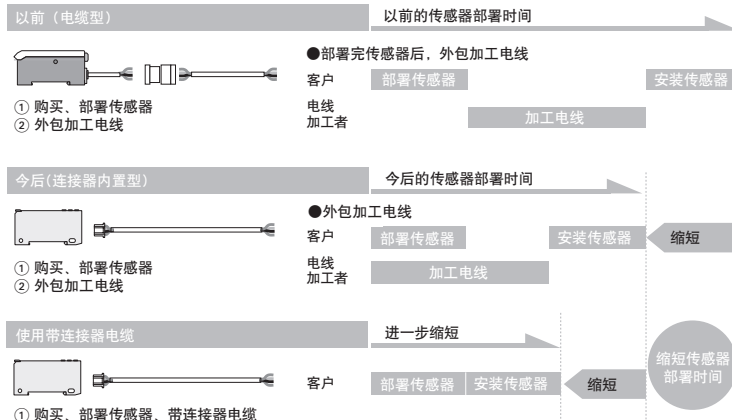 以前（电缆型）
以前的传感器部署时间
●部署完传感器后，外包加工电线
客户
部署传感器
安装传感器
① 购买、部署传感器
② 外包加工电线
电线
加工者
加工电线
今后(连接器内置型)
今后的传感器部署时间
●外包加工电线
客户
部署传感器
安装传感器
缩短
① 购买、部署传感器
② 外包加工电线
电线
加工者
加工电线
使用带连接器电缆
进一步缩短
客户
部署传感器
安装传感器
缩短
缩短传感器
部署时间
① 购买、部署传感器、带连接器电缆